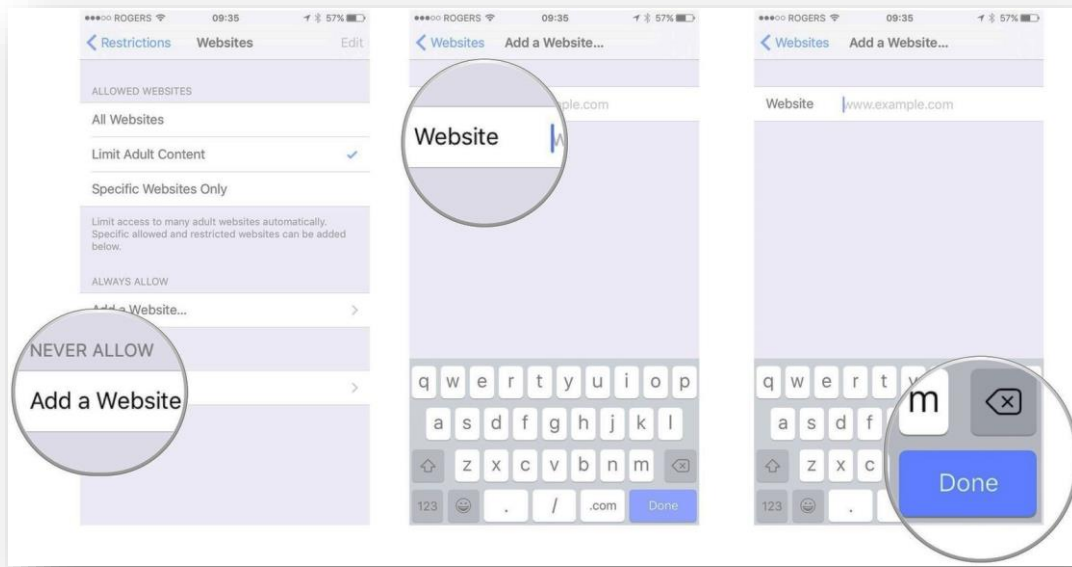 ROGERS 09:35 57%
Restrictions Websites Edit
ALLOWED WEBSITES
All Websites
Limit Adult Content
Specific Websites Only
Limit access to many adult websites automatically.
Specific allowed and restricted websites can be added
below.
ALWAYS ALLOW
Add a Website...
NEVER ALLOW
Add a Website
ROGERS 09:35 57%
Websites Add a Website...
Website
ple.com
q w e r t y u i o p
a s d f g h j k l
z x c v b n m
123 . / .com Done
ROGERS 09:35 57%
Websites Add a Website...
Website www.example.com
q w e r t y
a s d f
z x c m
123 . Done